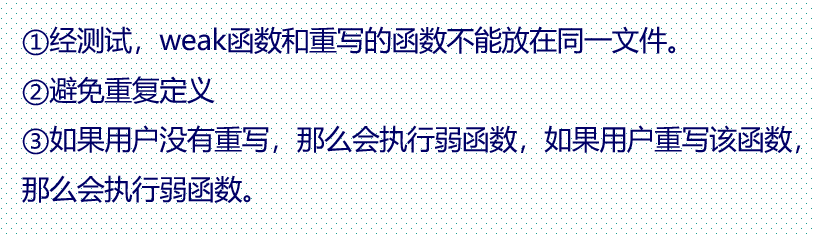 ①经测试，weak函数和重写的函数不能放在同一文件。
②避免重复定义
③如果用户没有重写，那么会执行弱函数，如果用户重写该函数，
那么会执行弱函数。